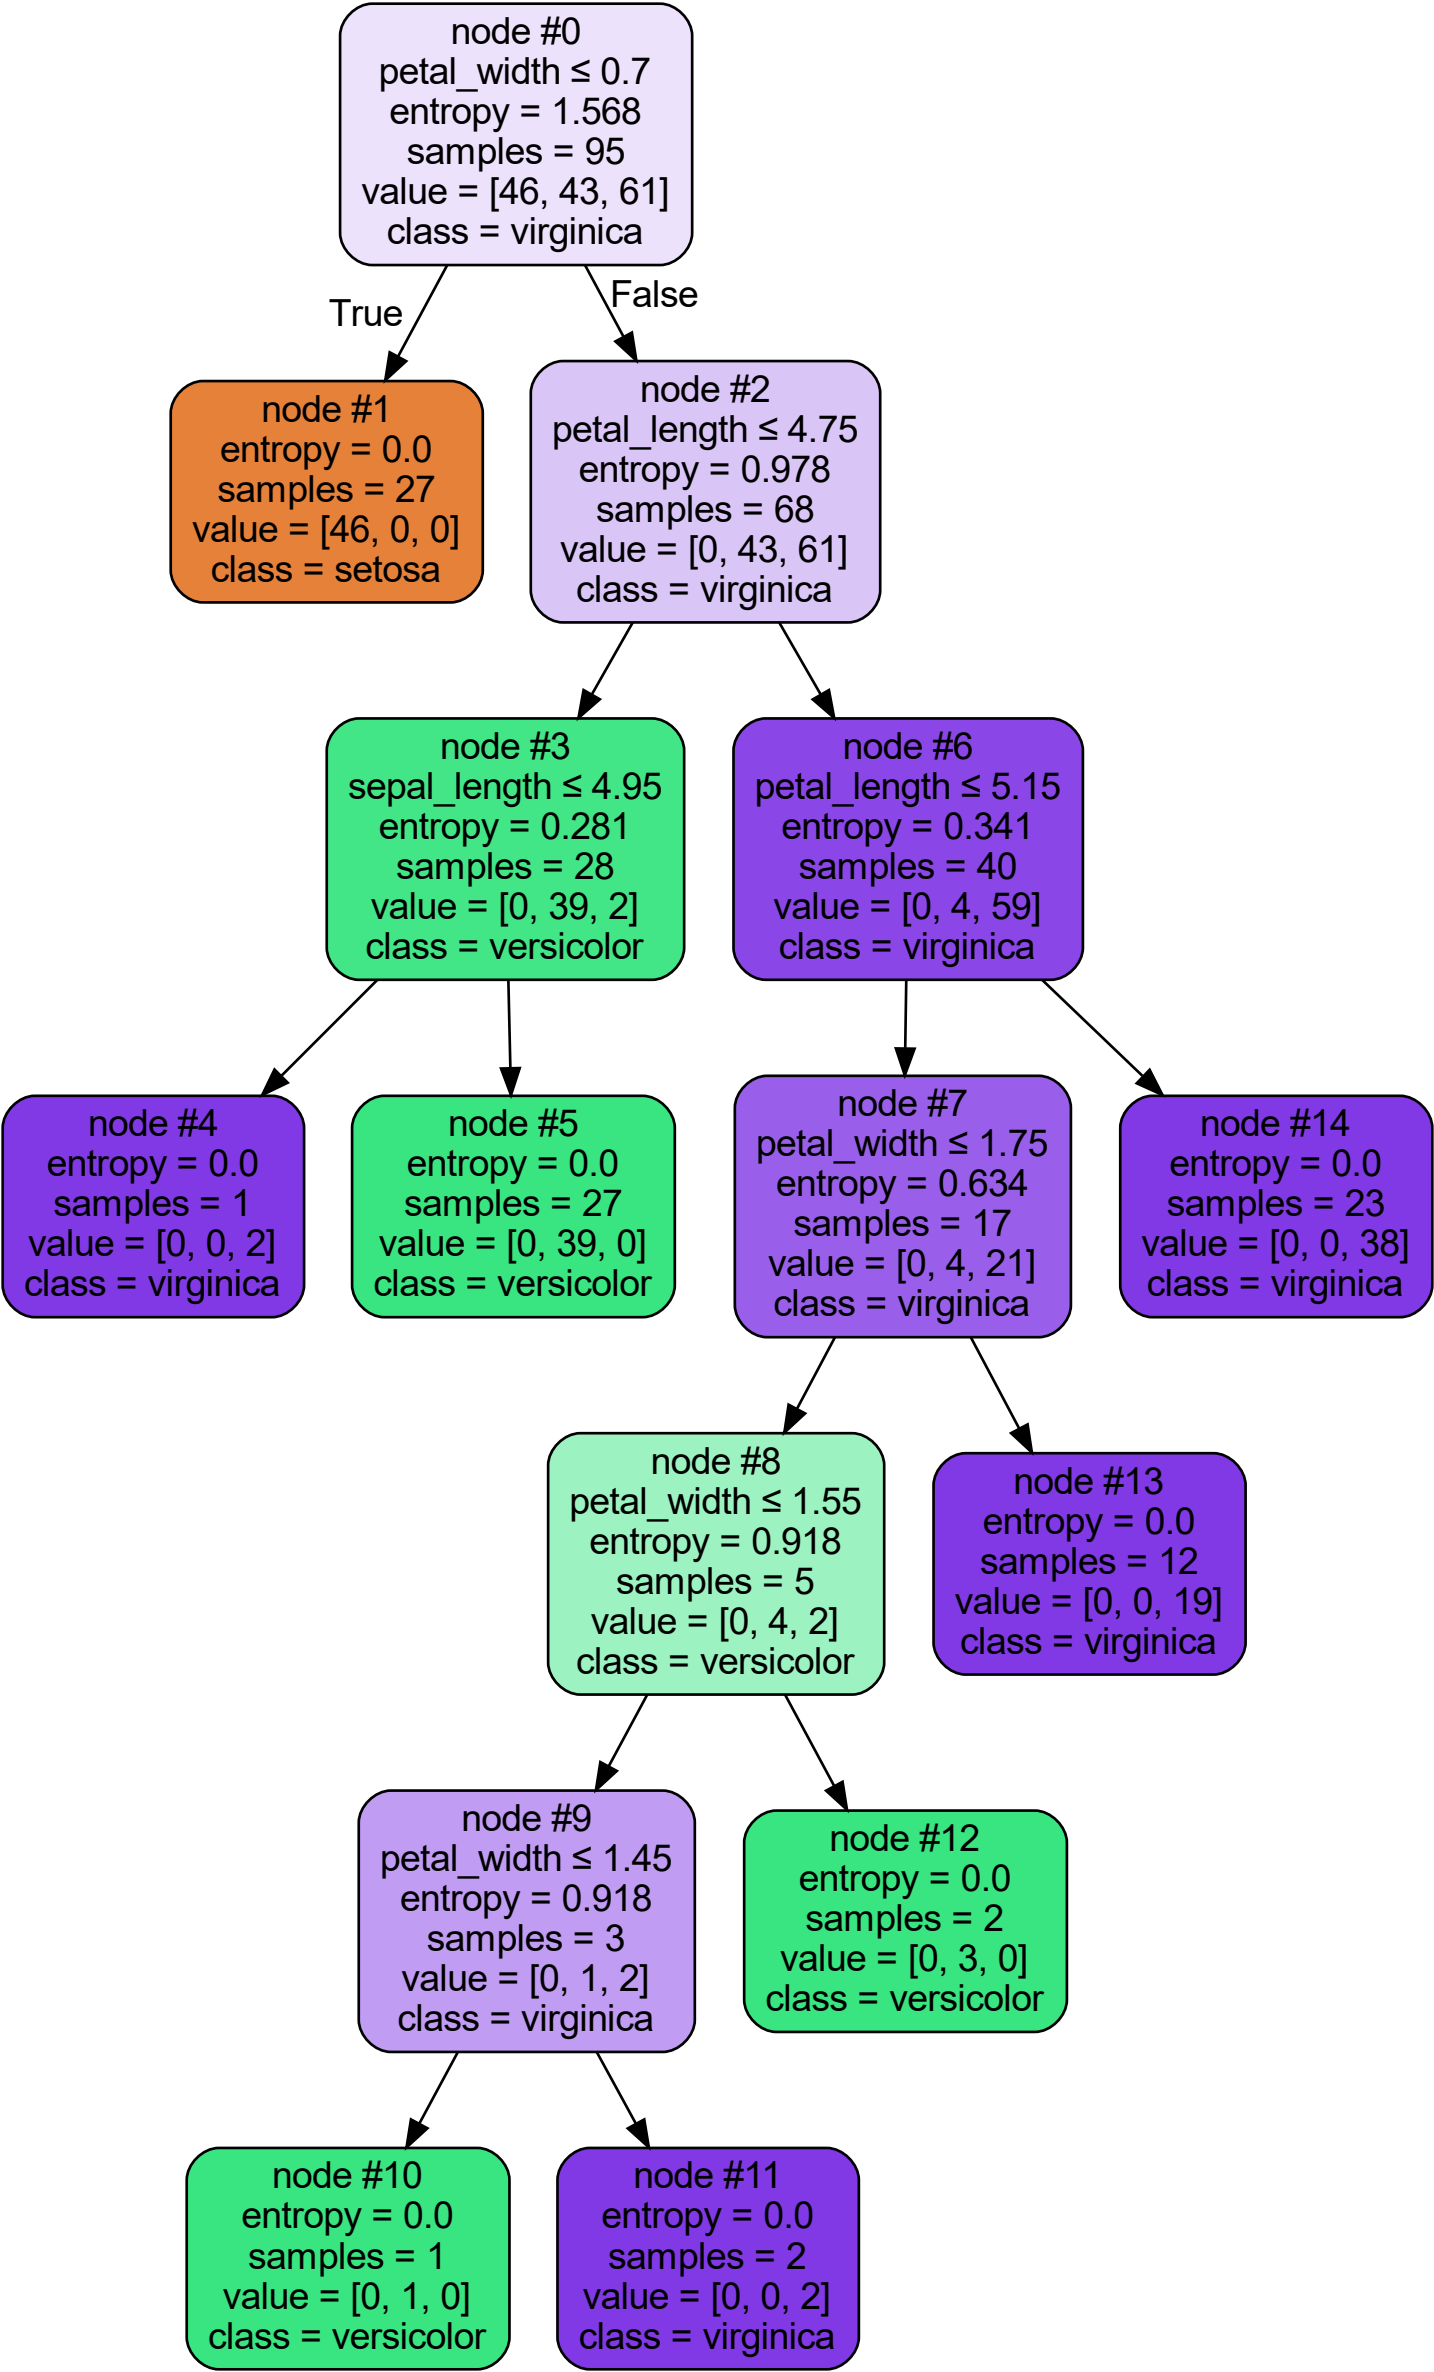 node #0
petal_width ≤ 0.7
entropy = 1.568
samples = 95
value = [46, 43, 61]
class = virginica
True
False
node #1
entropy = 0.0
samples = 27
value = [46, 0, 0]
class = setosa
node #2
petal_length ≤ 4.75
entropy = 0.978
samples = 68
value = [0, 43, 61]
class = virginica
node #3
sepal_length ≤ 4.95
entropy = 0.281
samples = 28
value = [0, 39, 2]
class = versicolor
node #6
petal_length ≤ 5.15
entropy = 0.341
samples = 40
value = [0, 4, 59]
class = virginica
node #4
entropy = 0.0
samples = 1
value = [0, 0, 2]
class = virginica
node #5
entropy = 0.0
samples = 27
value = [0, 39, 0]
class = versicolor
node #7
petal_width ≤ 1.75
entropy = 0.634
samples = 17
value = [0, 4, 21]
class = virginica
node #14
entropy = 0.0
samples = 23
value = [0, 0, 38]
class = virginica
node #8
petal_width ≤ 1.55
entropy = 0.918
samples = 5
value = [0, 4, 2]
class = versicolor
node #13
entropy = 0.0
samples = 12
value = [0, 0, 19]
class = virginica
node #9
petal_width ≤ 1.45
entropy = 0.918
samples = 3
value = [0, 1, 2]
class = virginica
node #12
entropy = 0.0
samples = 2
value = [0, 3, 0]
class = versicolor
node #10
entropy = 0.0
samples = 1
value = [0, 1, 0]
class = versicolor
node #11
entropy = 0.0
samples = 2
value = [0, 0, 2]
class = virginica